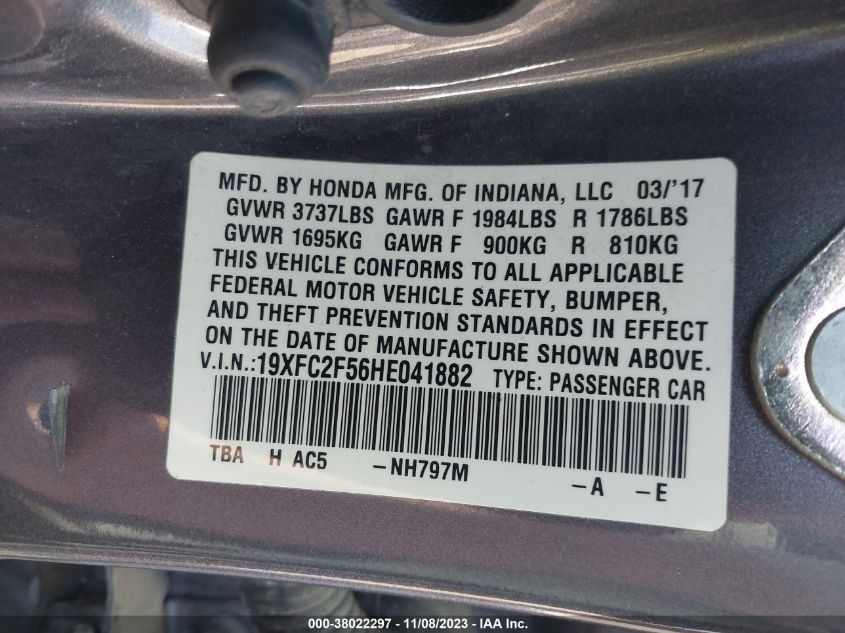 MFD. BY HONDA MFG. OF INDIANA, LLC 03/'17
GVWR 3737LBS GAWR F 1984LBS R 1786LBS
GVWR 1695KG GAWR F 900KG R 810KG
THIS VEHICLE CONFORMS TO ALL APPLICABLE
FEDERAL MOTOR VEHICLE SAFETY, BUMPER,
AND THEFT PREVENTION STANDARDS IN EFFECT
ON THE DATE OF MANUFACTURE SHOWN ABOVE.
V.I.N.:19XFC2F56HE041882 TYPE: PASSENGER CAR
TBA H AC5 -NH797M -A -E
000-38022297 - 11/08/2023 - IAA Inc.